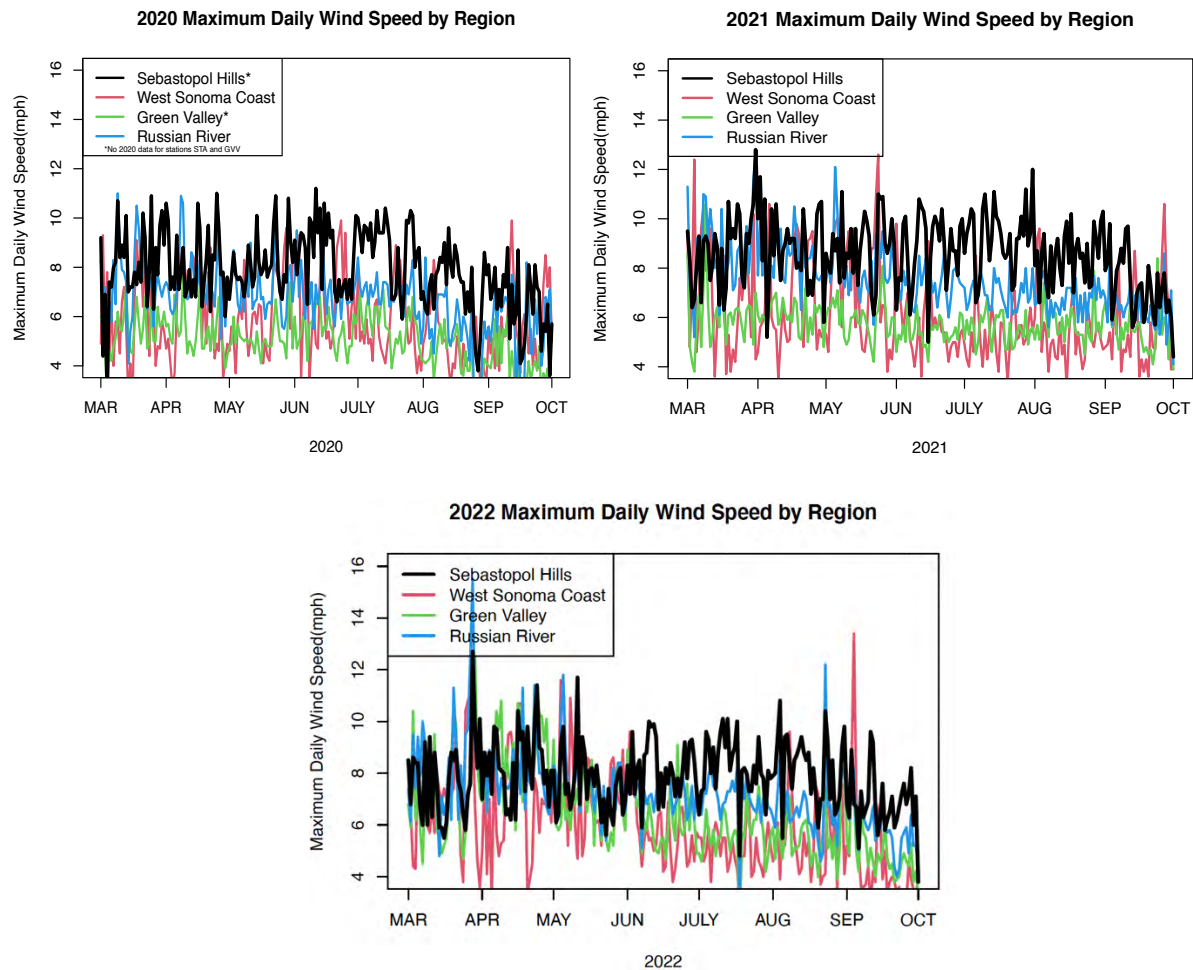 2020 Maximum Daily Wind Speed by Region
Maximum Daily Wind Speed(mph)
16
14
12
10
8
6
4
Sebastopol Hills*
West Sonoma Coast
Green Valley*
Russian River
*No 2020 data for stations STA and GVV
MAR APR MAY JUN JULY AUG SEP OCT
2020
2021 Maximum Daily Wind Speed by Region
Maximum Daily Wind Speed(mph)
16
14
12
10
8
6
4
Sebastopol Hills
West Sonoma Coast
Green Valley
Russian River
MAR APR MAY JUN JULY AUG SEP OCT
2021
2022 Maximum Daily Wind Speed by Region
Maximum Daily Wind Speed(mph)
16
14
12
10
8
6
4
Sebastopol Hills
West Sonoma Coast
Green Valley
Russian River
MAR APR MAY JUN JULY AUG SEP OCT
2022